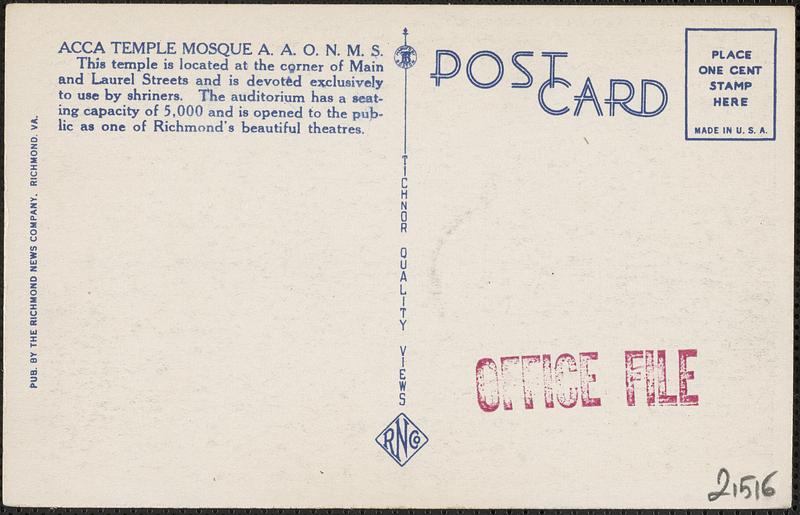 ACCA TEMPLE MOSQUE A. A. O. N. M. S.
This temple is located at the corner of Main
and Laurel Streets and is devoted exclusively
to use by shriners. The auditorium has a seat-
ing capacity of 5,000 and is opened to the pub-
lic as one of Richmond's beautiful theatres.
PUB. BY THE RICHMOND NEWS COMPANY, RICHMOND, VA.
TICHNOR QUALITY VIEWS
RNCo
POST
CARD
PLACE
ONE CENT
STAMP
HERE
MADE IN U. S. A.
OFFICE FILE
21516